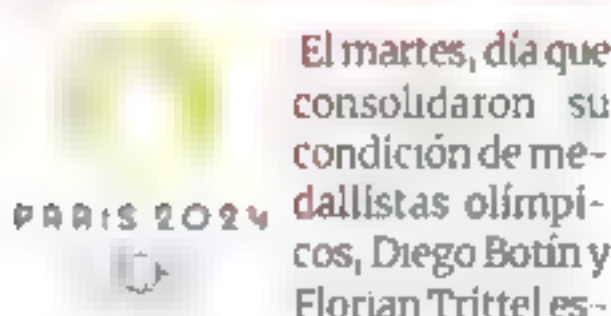 PARIS 2024
El martes, día que
consolidaron su
condición de me-
dallistas olímpi-
cos, Diego Botín y
Florian Trittel es-